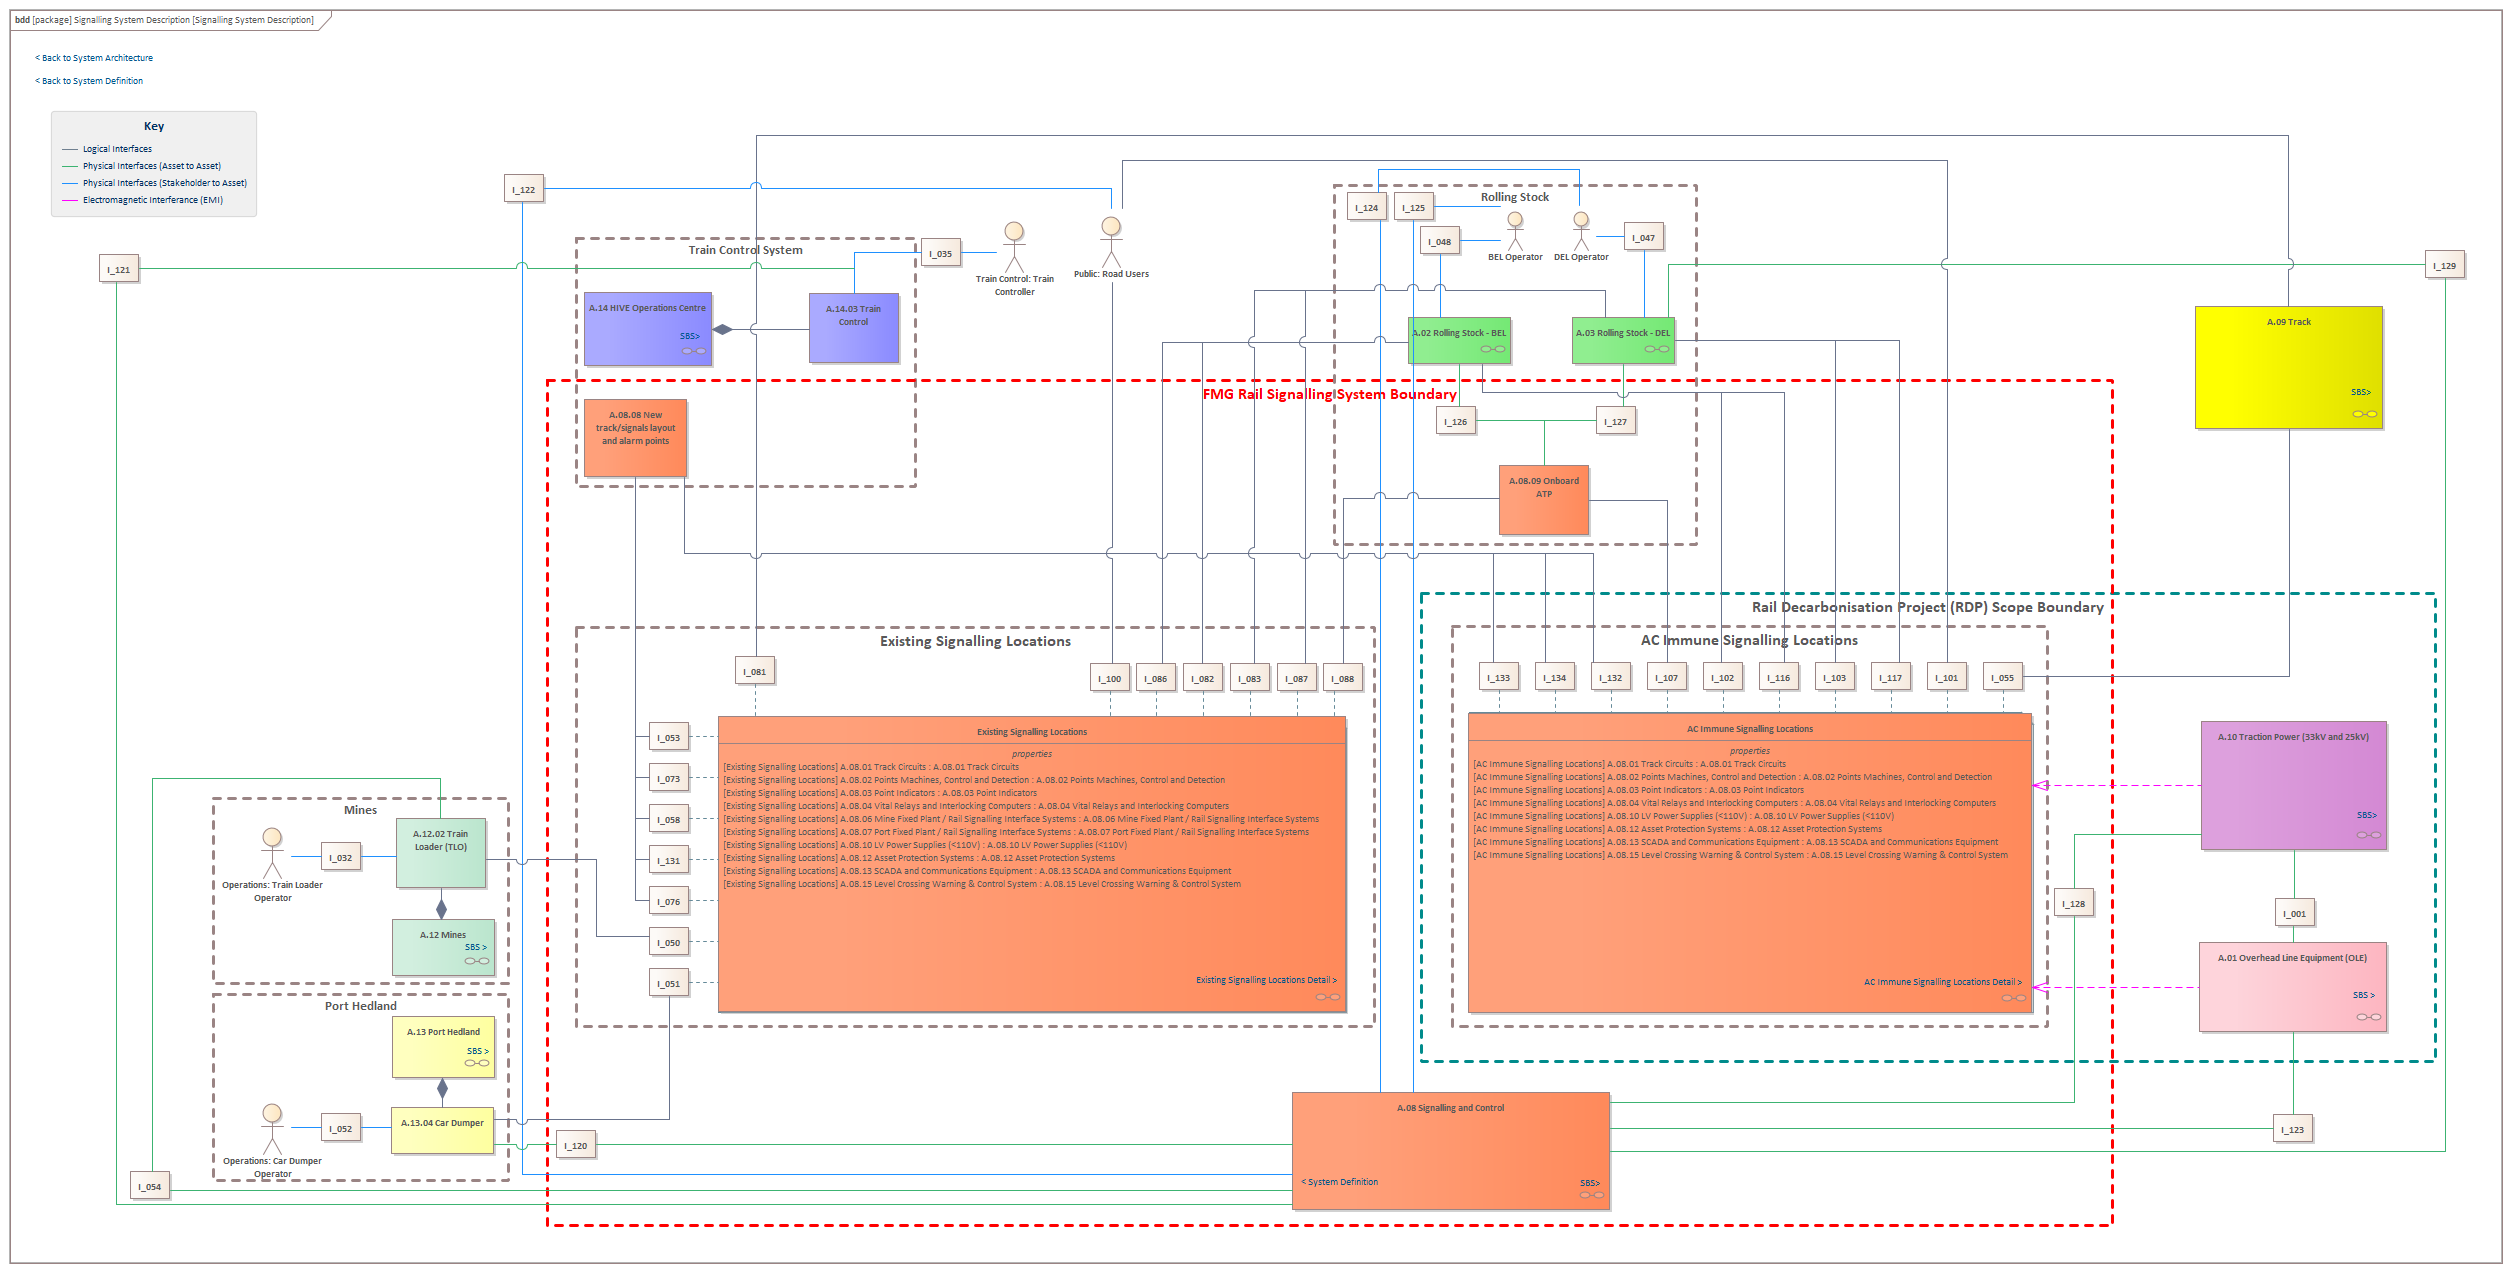 bdd [package] Signalling System Description [Signalling System Description]
< Back to System Architecture
< Back to System Definition
Key
Logical Interfaces
Physical Interfaces (Asset to Asset)
Physical Interfaces (Stakeholder to Asset)
Electromagnetic Interferance (EMI)
I_122
I_121
I_035
Train Control: Train
Controller
Public: Road Users
Train Control System
A.14 HIVE Operations Centre
SBS>
A.14.03 Train
Control
A.08.08 New
track/signals layout
and alarm points
Rolling Stock
I_124
I_125
I_048
I_047
BEL Operator
DEL Operator
A.02 Rolling Stock - BEL
A.03 Rolling Stock - DEL
I_126
I_127
A.08.09 Onboard
ATP
I_129
A.09 Track
SBS>
FMG Rail Signalling System Boundary
Rail Decarbonisation Project (RDP) Scope Boundary
Existing Signalling Locations
I_081
I_100
I_086
I_082
I_083
I_087
I_088
I_053
I_073
I_058
I_131
I_076
I_050
I_051
Existing Signalling Locations
properties
[Existing Signalling Locations] A.08.01 Track Circuits : A.08.01 Track Circuits
[Existing Signalling Locations] A.08.02 Points Machines, Control and Detection : A.08.02 Points Machines, Control and Detection
[Existing Signalling Locations] A.08.03 Point Indicators : A.08.03 Point Indicators
[Existing Signalling Locations] A.08.04 Vital Relays and Interlocking Computers : A.08.04 Vital Relays and Interlocking Computers
[Existing Signalling Locations] A.08.06 Mine Fixed Plant / Rail Signalling Interface Systems : A.08.06 Mine Fixed Plant / Rail Signalling Interface Systems
[Existing Signalling Locations] A.08.07 Port Fixed Plant / Rail Signalling Interface Systems : A.08.07 Port Fixed Plant / Rail Signalling Interface Systems
[Existing Signalling Locations] A.08.10 LV Power Supplies (<110V) : A.08.10 LV Power Supplies (<110V)
[Existing Signalling Locations] A.08.12 Asset Protection Systems : A.08.12 Asset Protection Systems
[Existing Signalling Locations] A.08.13 SCADA and Communications Equipment : A.08.13 SCADA and Communications Equipment
[Existing Signalling Locations] A.08.15 Level Crossing Warning & Control System : A.08.15 Level Crossing Warning & Control System
Existing Signalling Locations Detail >
AC Immune Signalling Locations
I_133
I_134
I_132
I_107
I_102
I_116
I_103
I_117
I_101
I_055
AC Immune Signalling Locations
properties
[AC Immune Signalling Locations] A.08.01 Track Circuits : A.08.01 Track Circuits
[AC Immune Signalling Locations] A.08.02 Points Machines, Control and Detection : A.08.02 Points Machines, Control and Detection
[AC Immune Signalling Locations] A.08.03 Point Indicators : A.08.03 Point Indicators
[AC Immune Signalling Locations] A.08.04 Vital Relays and Interlocking Computers : A.08.04 Vital Relays and Interlocking Computers
[AC Immune Signalling Locations] A.08.10 LV Power Supplies (<110V) : A.08.10 LV Power Supplies (<110V)
[AC Immune Signalling Locations] A.08.12 Asset Protection Systems : A.08.12 Asset Protection Systems
[AC Immune Signalling Locations] A.08.13 SCADA and Communications Equipment : A.08.13 SCADA and Communications Equipment
[AC Immune Signalling Locations] A.08.15 Level Crossing Warning & Control System : A.08.15 Level Crossing Warning & Control System
AC Immune Signalling Locations Detail >
A.10 Traction Power (33kV and 25kV)
SBS>
I_128
I_001
A.01 Overhead Line Equipment (OLE)
SBS >
I_123
Mines
A.12.02 Train
Loader (TLO)
I_032
Operations: Train Loader
Operator
A.12 Mines
SBS >
Port Hedland
A.13 Port Hedland
SBS >
A.13.04 Car Dumper
I_052
Operations: Car Dumper
Operator
I_120
I_054
A.08 Signalling and Control
< System Definition
SBS>